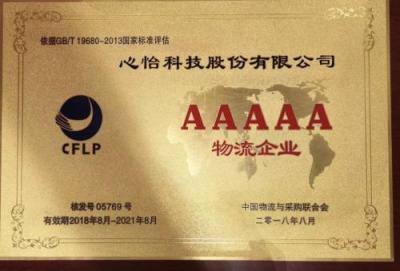 依据GB/T 19680-2013国家标准评估
心怡科技股份有限公司
CFLP
AAAAA
物流企业
核发号 05769 号
有效期2018年8月-2021年8月
中国物流与采购联合会
二〇一八年八月